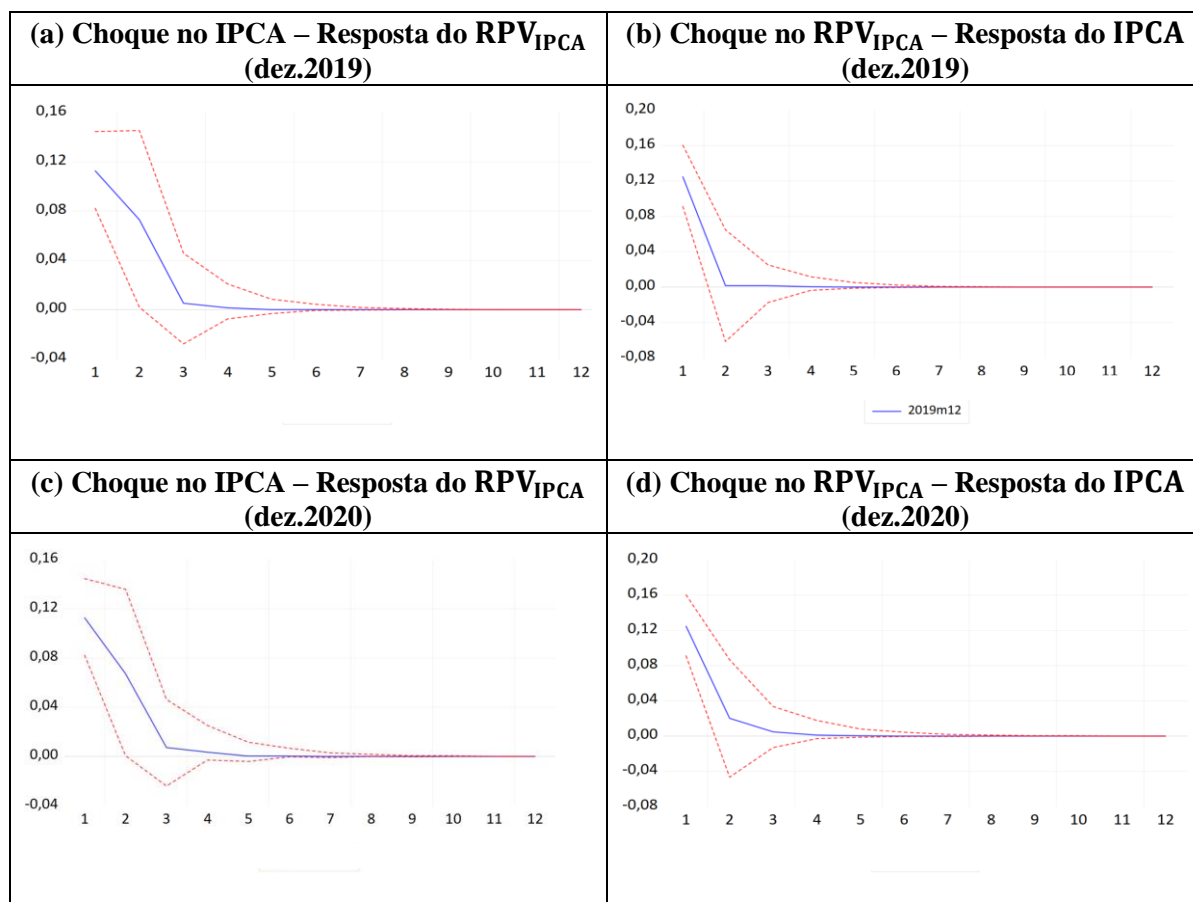 (a) Choque no IPCA – Resposta do RPV_IPCA
(dez.2019)
(b) Choque no RPV_IPCA – Resposta do IPCA
(dez.2019)
0,16
0,12
0,08
0,04
0,00
-0,04
1 2 3 4 5 6 7 8 9 10 11 12
0,20
0,16
0,12
0,08
0,04
0,00
-0,04
-0,08
1 2 3 4 5 6 7 8 9 10 11 12
2019m12
(c) Choque no IPCA – Resposta do RPV_IPCA
(dez.2020)
(d) Choque no RPV_IPCA – Resposta do IPCA
(dez.2020)
0,16
0,12
0,08
0,04
0,00
-0,04
1 2 3 4 5 6 7 8 9 10 11 12
0,20
0,16
0,12
0,08
0,04
0,00
-0,04
-0,08
1 2 3 4 5 6 7 8 9 10 11 12